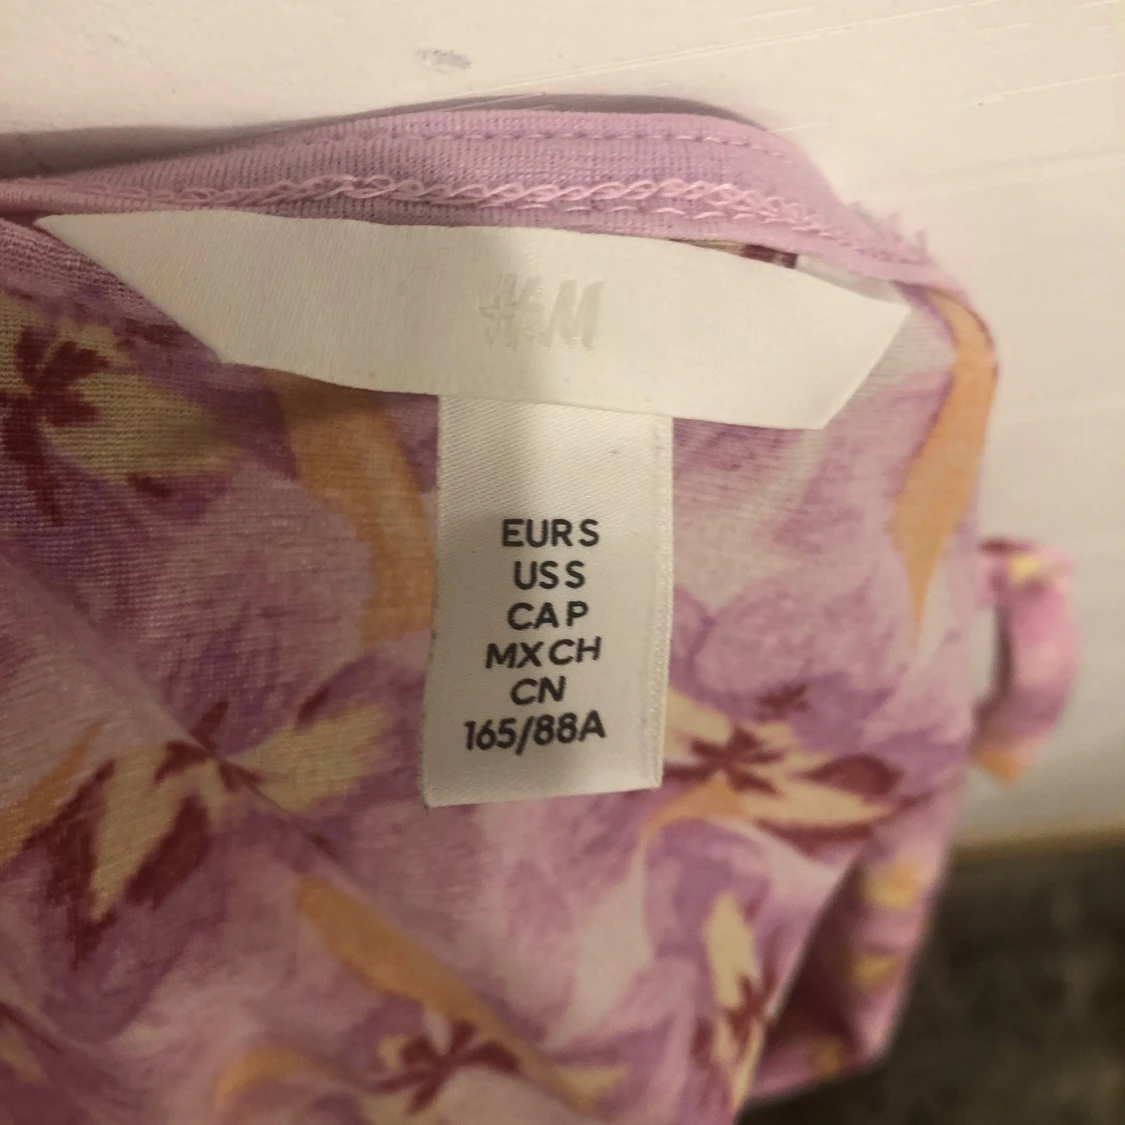 H&M
EUR S
US S
CA P
MX CH
CN
165/88A